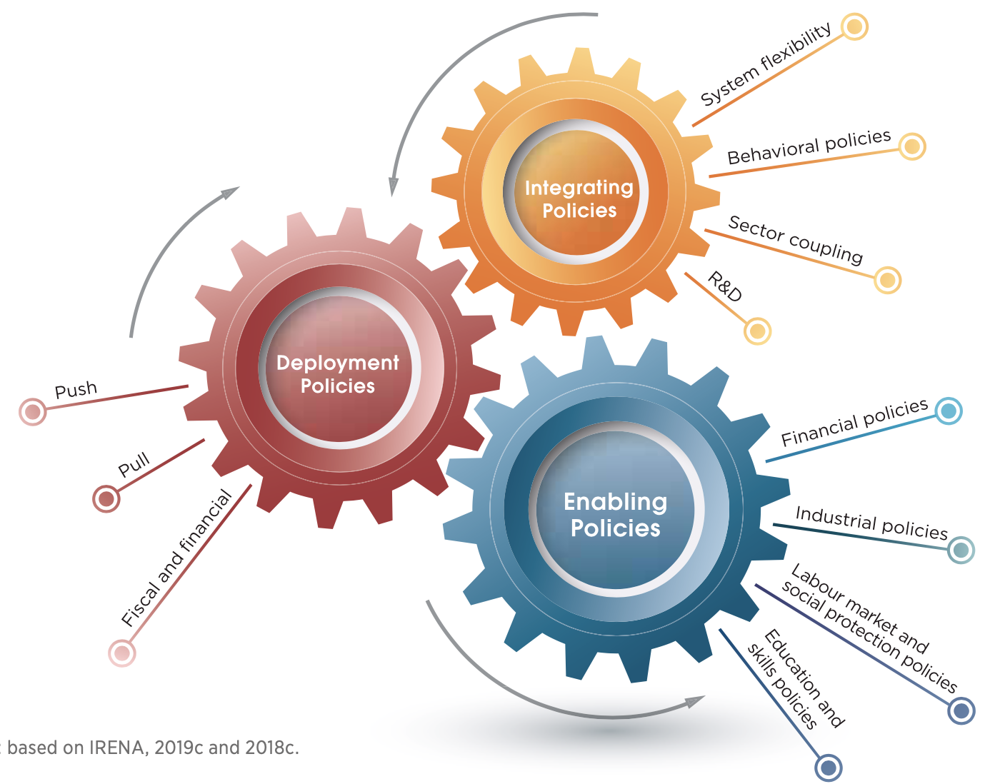 System flexibility
Behavioral policies
Sector coupling
R&D
Integrating
Policies
Deployment
Policies
Push
Pull
Fiscal and financial
Enabling
Policies
Financial policies
Industrial policies
Labour market and
social protection policies
Education and
skills policies
: based on IRENA, 2019c and 2018c.